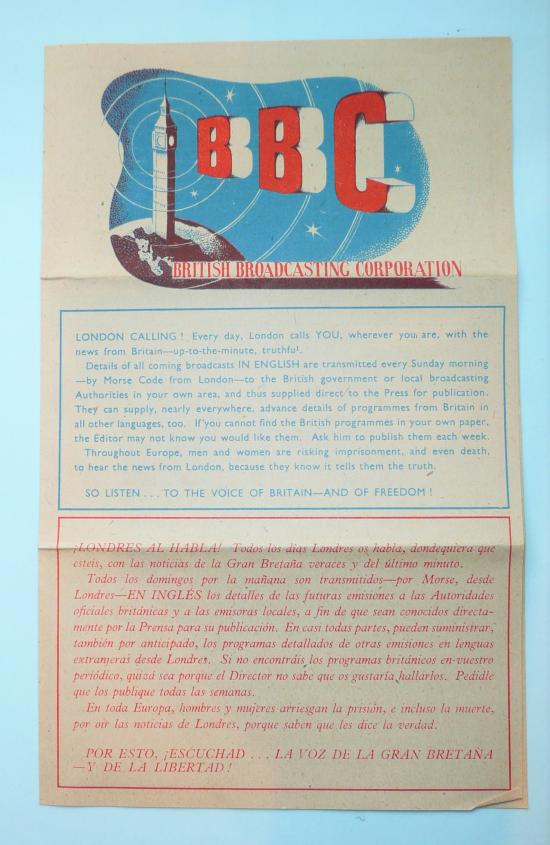 BBC
BRITISH BROADCASTING CORPORATION
LONDON CALLING! Every day, London calls YOU, wherever you are, with the
news from Britain—up-to-the-minute, truthful.
Details of all coming broadcasts IN ENGLISH are transmitted every Sunday morning
—by Morse Code from London—to the British government or local broadcasting
Authorities in your own area, and thus supplied direct to the Press for publication.
They can supply, nearly everywhere, advance details of programmes from Britain in
all other languages, too. If you cannot find the British programmes in your own paper,
the Editor may not know you would like them. Ask him to publish them each week.
Throughout Europe, men and women are risking imprisonment, and even death,
to hear the news from London, because they know it tells them the truth.
SO LISTEN . . . TO THE VOICE OF BRITAIN—AND OF FREEDOM!
¡LONDRES AL HABLA! Todos los días Londres os habla, dondequiera que
esteis, con las noticias de la Gran Bretaña veraces y del último minuto.
Todos los domingos por la mañana son transmitidos—por Morse, desde
Londres—EN INGLÉS los detalles de las futuras emisiones a las Autoridades
oficiales británicas y a las emisoras locales, a fin de que sean conocidos directa-
mente por la Prensa para su publicación. En casi todas partes, pueden suministrar,
también por anticipado, los programas detallados de otras emisiones en lenguas
extranjeras desde Londres. Si no encontráis los programas británicos en vuestro
periódico, quizá sea porque el Director no sabe que os gustaría hallarlos. Pedidle
que los publique todas las semanas.
En toda Europa, hombres y mujeres arriesgan la prisión, e incluso la muerte,
por oir las noticias de Londres, porque saben que les dice la verdad.
POR ESTO, ¡ESCUCHAD . . . LA VOZ DE LA GRAN BRETAÑA
—Y DE LA LIBERTAD!